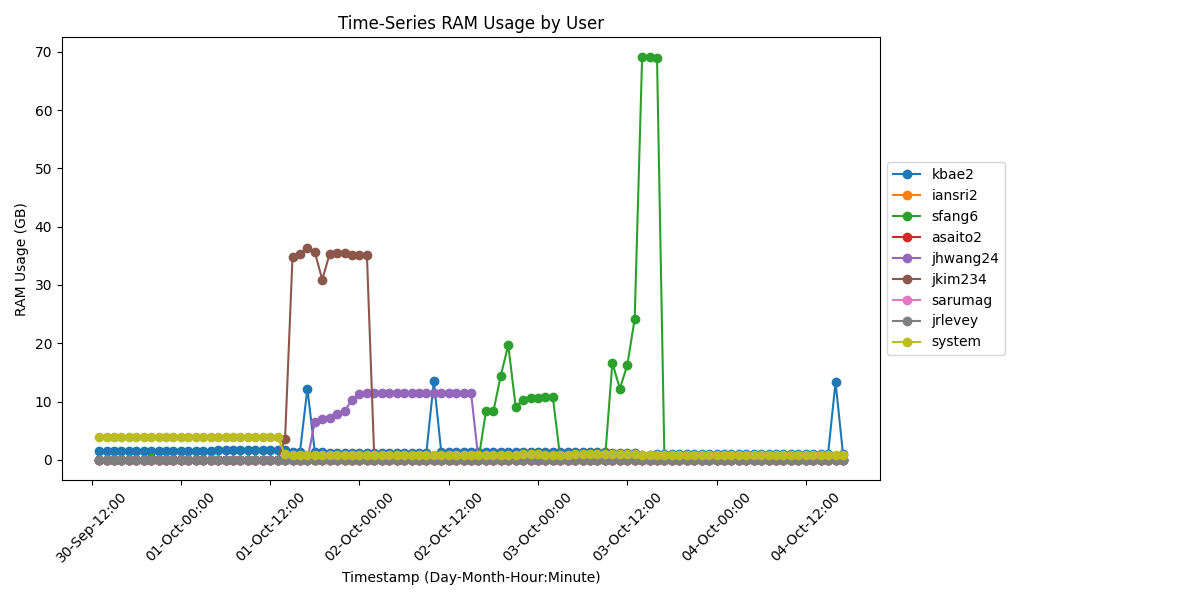 Time-Series RAM Usage by User
RAM Usage (GB)
70
60
50
40
30
20
10
0
30-Sep-12:00
01-Oct-00:00
01-Oct-12:00
02-Oct-00:00
02-Oct-12:00
03-Oct-00:00
03-Oct-12:00
04-Oct-00:00
04-Oct-12:00
Timestamp (Day-Month-Hour:Minute)
kbae2
iansri2
sfang6
asaito2
jhwang24
jkim234
sarumag
jrlevey
system